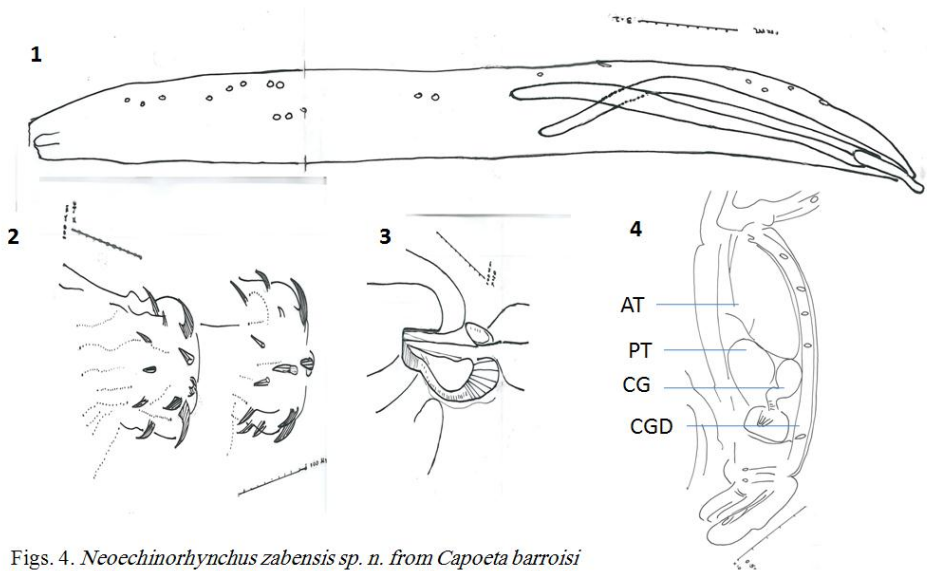 1
2
3
4
AT
PT
CG
CGD
Figs. 4. Neoechinorhynchus zabensis sp. n. from Capoeta barroisi